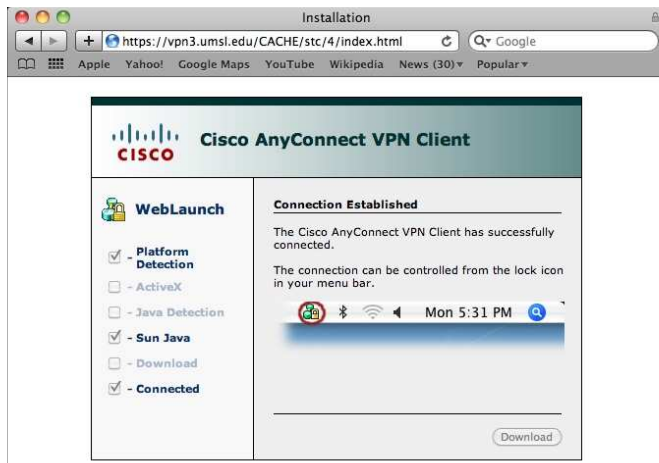 Installation
https://vpn3.umsl.edu/CACHE/stc/4/index.html
Google
Apple Yahoo! Google Maps YouTube Wikipedia News (30) Popular
CISCO
Cisco AnyConnect VPN Client
WebLaunch
- Platform
Detection
- ActiveX
- Java Detection
- Sun Java
- Download
- Connected
Connection Established
The Cisco AnyConnect VPN Client has successfully
connected.
The connection can be controlled from the lock icon
in your menu bar.
Mon 5:31 PM
Download